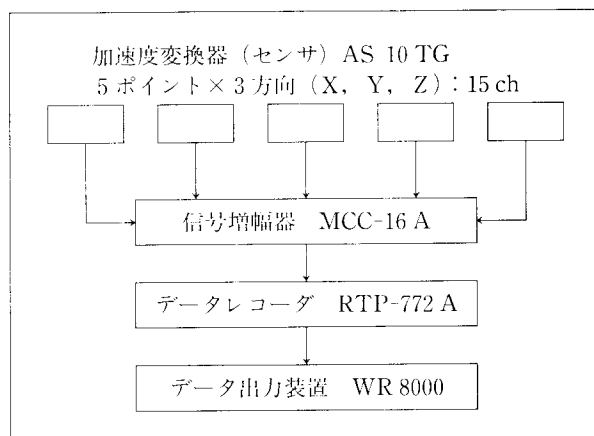 加速度変換器（センサ）AS 10 TG
5 ポイント×3 方向（X, Y, Z）：15 ch
信号増幅器　MCC-16 A
データレコーダ　RTP-772 A
データ出力装置　WR 8000